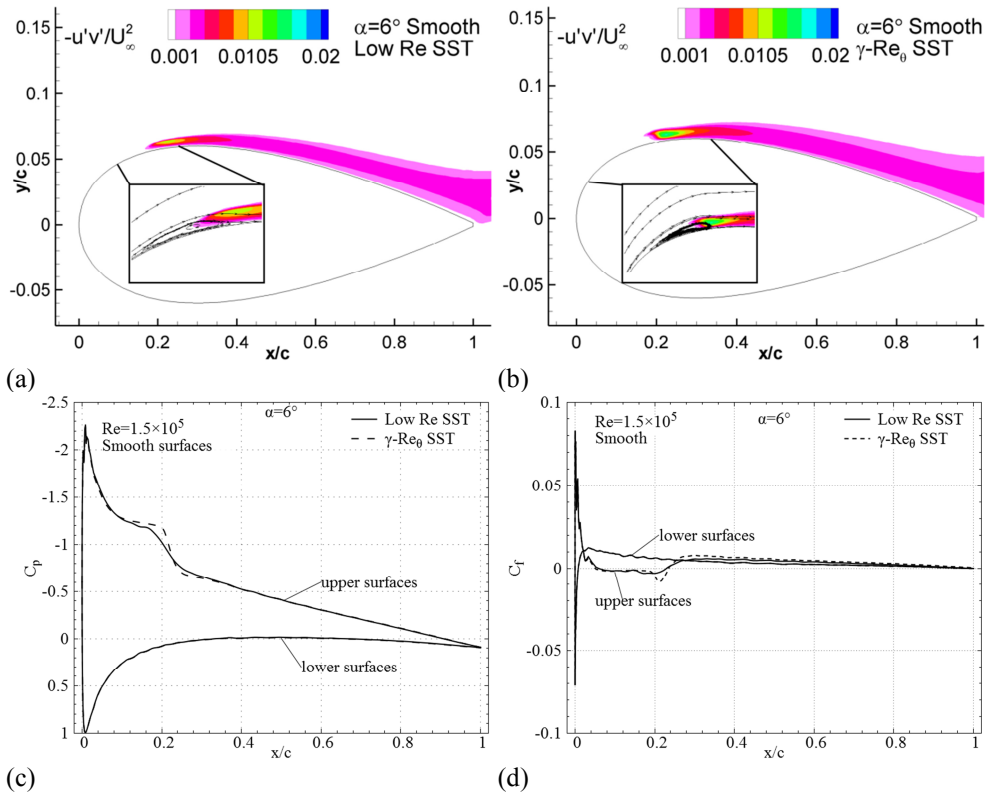 -u'v'/U²∞
0.001 0.0105 0.02
α=6° Smooth
Low Re SST
0.15
0.1
0.05
0
-0.05
y/c
0 0.2 0.4 0.6 0.8 1
x/c
(a)
-u'v'/U²∞
0.001 0.0105 0.02
α=6° Smooth
γ-Reθ SST
0.15
0.1
0.05
0
-0.05
y/c
0 0.2 0.4 0.6 0.8 1
x/c
(b)
-2.5
-2
-1.5
-1
-0.5
0
0.5
1
Cp
Re=1.5×10⁵
Smooth surfaces
α=6°
Low Re SST
γ-Reθ SST
upper surfaces
lower surfaces
0 0.2 0.4 0.6 0.8 1
x/c
(c)
0.1
0.05
0
-0.05
-0.1
Cf
Re=1.5×10⁵
Smooth
α=6°
Low Re SST
γ-Reθ SST
lower surfaces
upper surfaces
0 0.2 0.4 0.6 0.8 1
x/c
(d)